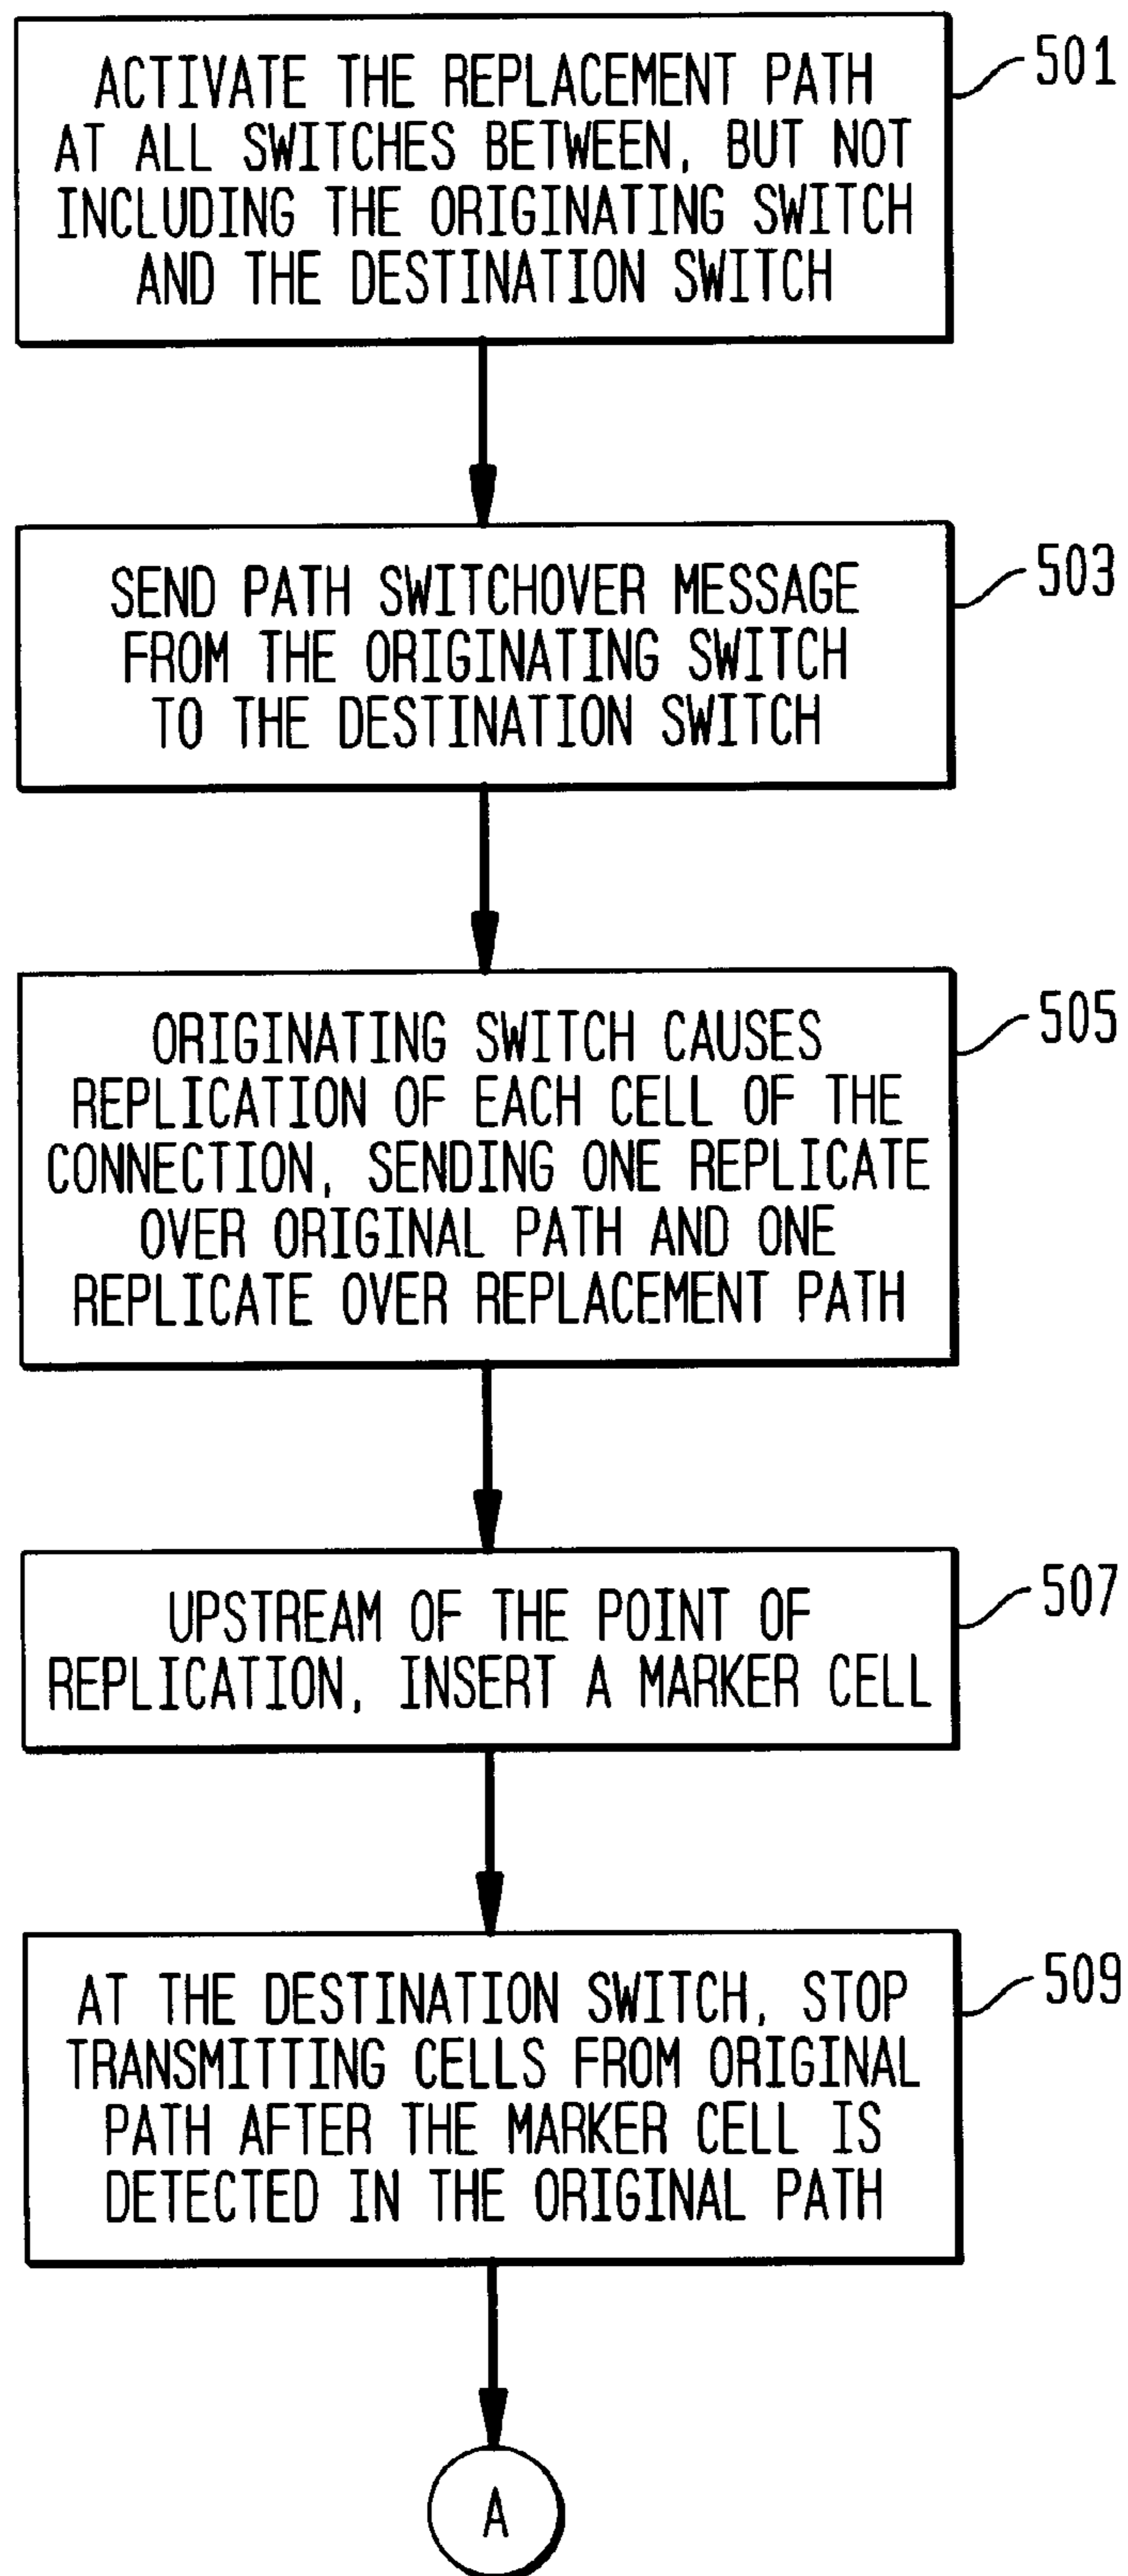 ACTIVATE THE REPLACEMENT PATH
AT ALL SWITCHES BETWEEN, BUT NOT
INCLUDING THE ORIGINATING SWITCH
AND THE DESTINATION SWITCH
501
SEND PATH SWITCHOVER MESSAGE
FROM THE ORIGINATING SWITCH
TO THE DESTINATION SWITCH
503
ORIGINATING SWITCH CAUSES
REPLICATION OF EACH CELL OF THE
CONNECTION, SENDING ONE REPLICATE
OVER ORIGINAL PATH AND ONE
REPLICATE OVER REPLACEMENT PATH
505
UPSTREAM OF THE POINT OF
REPLICATION, INSERT A MARKER CELL
507
AT THE DESTINATION SWITCH, STOP
TRANSMITTING CELLS FROM ORIGINAL
PATH AFTER THE MARKER CELL IS
DETECTED IN THE ORIGINAL PATH
509
A